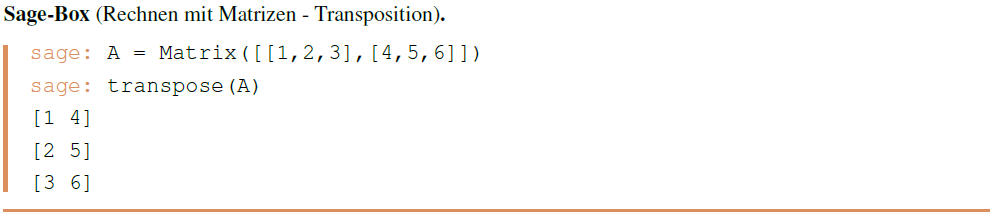 Sage-Box (Rechnen mit Matrizen - Transposition).
sage: A = Matrix([[1,2,3],[4,5,6]])
sage: transpose(A)
[1 4]
[2 5]
[3 6]